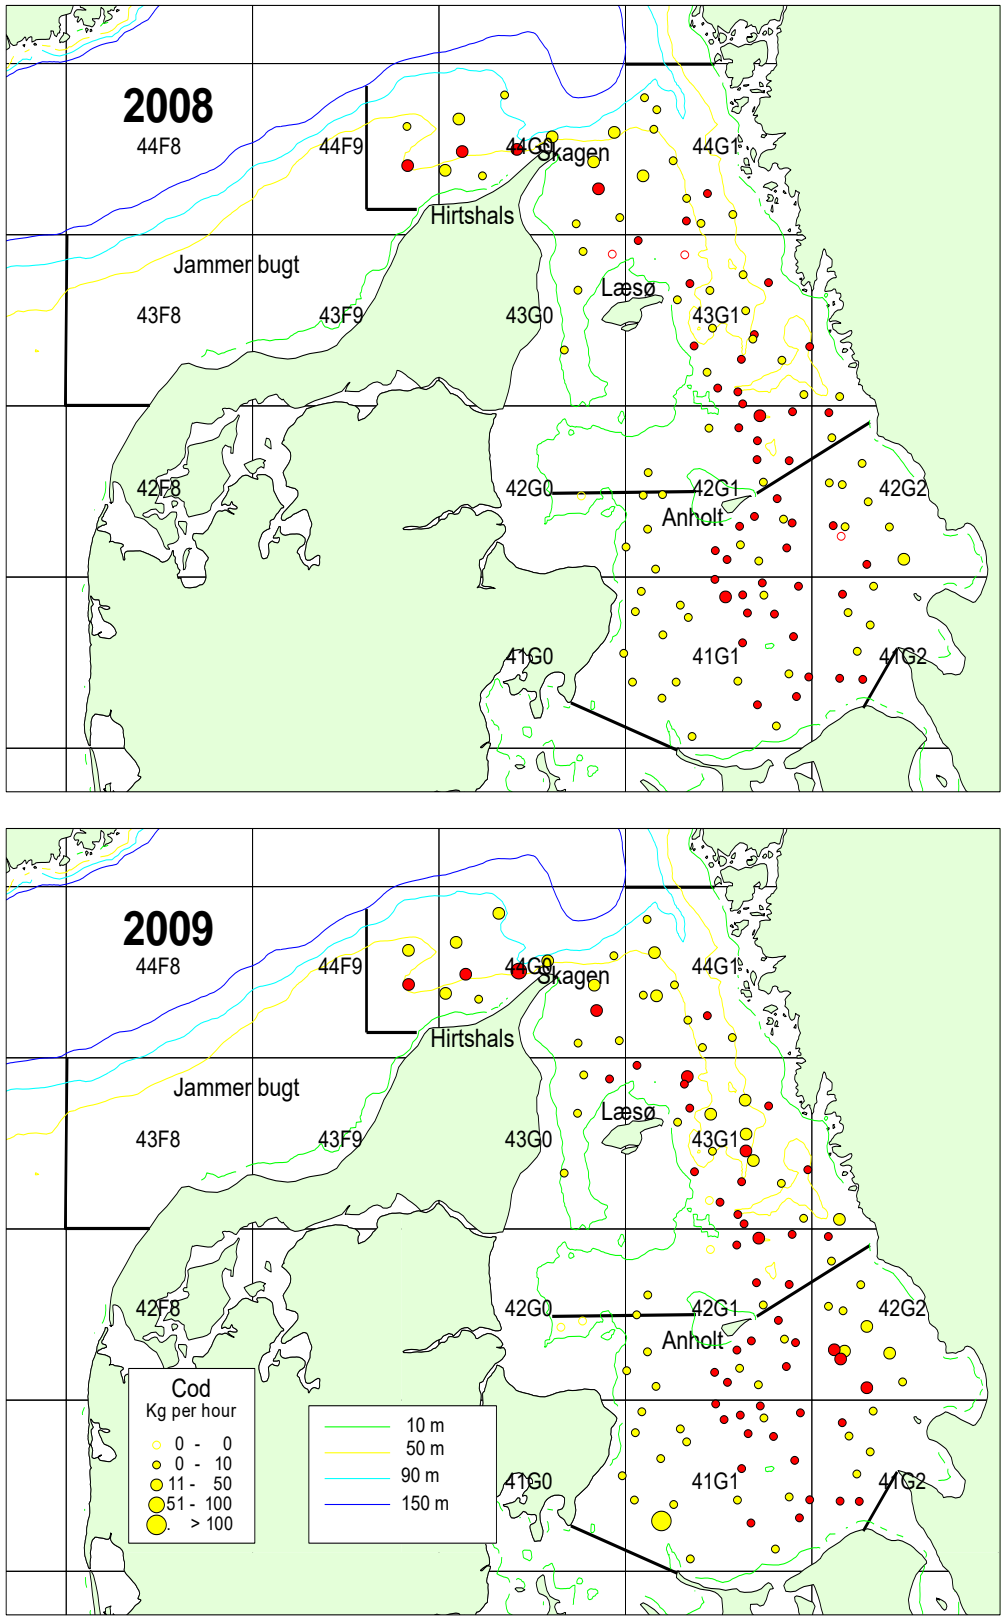 2008
44F8
44F9
44G0
Skagen
44G1
Hirtshals
Jammer bugt
Læsø
43F8
43F9
43G0
43G1
42F8
42G0
42G1
42G2
Anholt
41G0
41G1
41G2
2009
44F8
44F9
44G0
Skagen
44G1
Hirtshals
Jammer bugt
Læsø
43F8
43F9
43G0
43G1
42F8
42G0
42G1
42G2
Anholt
Cod
Kg per hour
0 - 0
0 - 10
11 - 50
51 - 100
. > 100
10 m
50 m
90 m
150 m
41G0
41G1
41G2